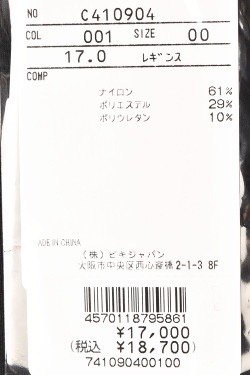 NO C410904
COL 001 SIZE 00
17.0 レギンス
COMP
ナイロン 61%
ポリエステル 29%
ポリウレタン 10%
MADE IN CHINA
(株) ビキジャパン
大阪市中央区西心斎橋2-1-3 8F
4570118795861
¥17,000
(税込 ¥18,700)
741090400100